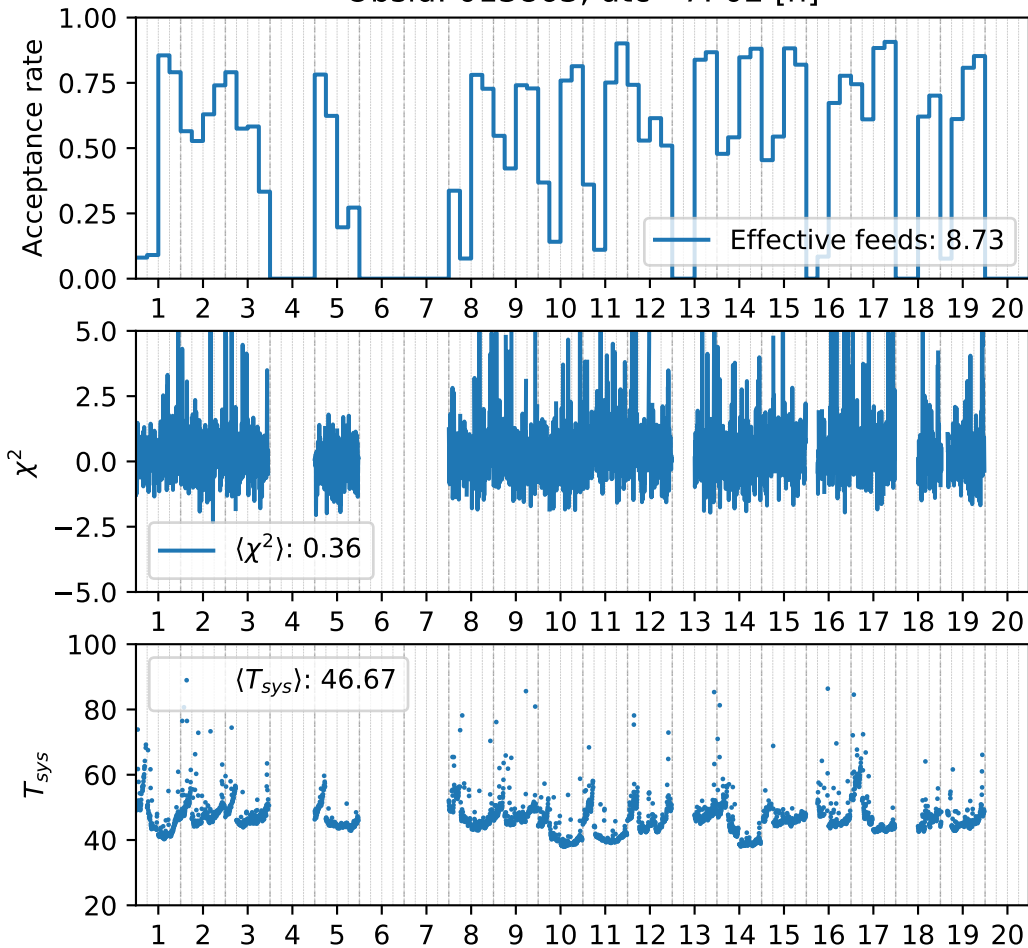 1.00
0.75
0.50
0.25
0.00
Acceptance rate
Effective feeds: 8.73
1 2 3 4 5 6 7 8 9 10 11 12 13 14 15 16 17 18 19 20
5.0
2.5
0.0
−2.5
−5.0
χ²
⟨χ²⟩: 0.36
1 2 3 4 5 6 7 8 9 10 11 12 13 14 15 16 17 18 19 20
100
80
60
40
20
T_sys
⟨T_sys⟩: 46.67
1 2 3 4 5 6 7 8 9 10 11 12 13 14 15 16 17 18 19 20